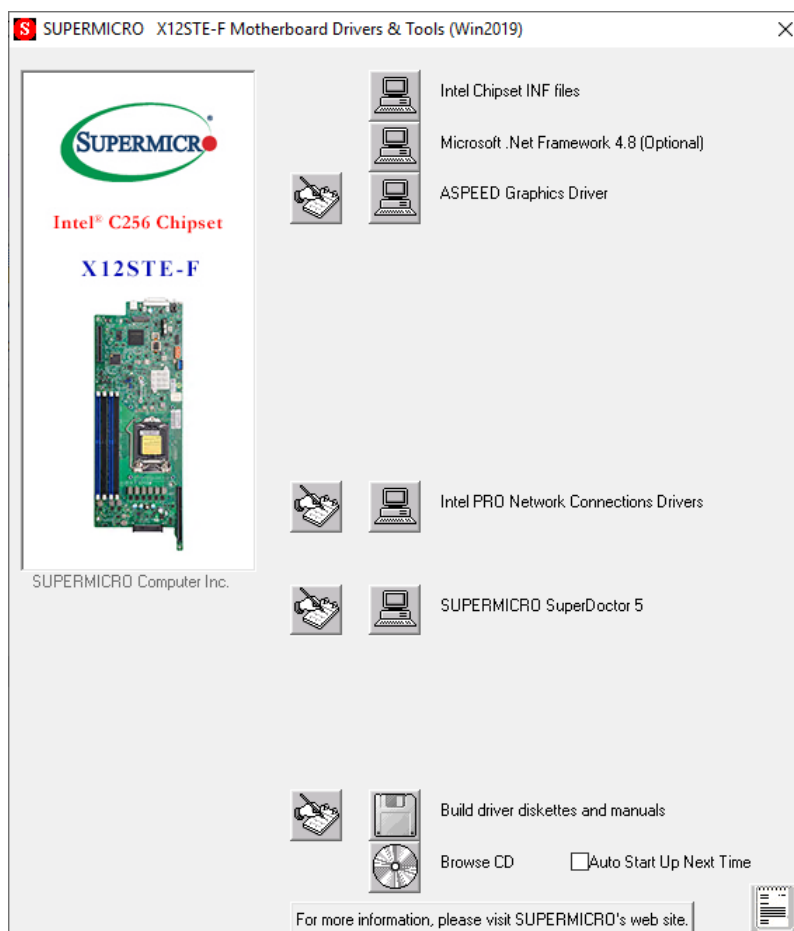 S SUPERMICRO X12STE-F Motherboard Drivers & Tools (Win2019)
SUPERMICRO
Intel® C256 Chipset
X12STE-F
SUPERMICRO Computer Inc.
Intel Chipset INF files
Microsoft .Net Framework 4.8 (Optional)
ASPEED Graphics Driver
Intel PRO Network Connections Drivers
SUPERMICRO SuperDoctor 5
Build driver diskettes and manuals
Browse CD Auto Start Up Next Time
For more information, please visit SUPERMICRO's web site.